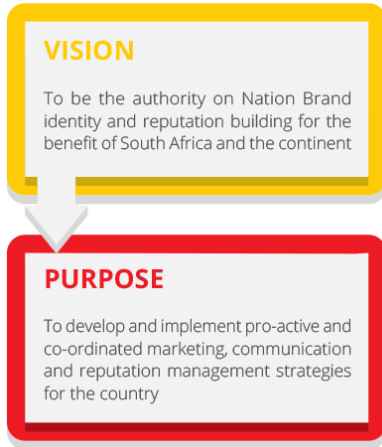 VISION
To be the authority on Nation Brand
identity and reputation building for the
benefit of South Africa and the continent
PURPOSE
To develop and implement pro-active and
co-ordinated marketing, communication
and reputation management strategies
for the country